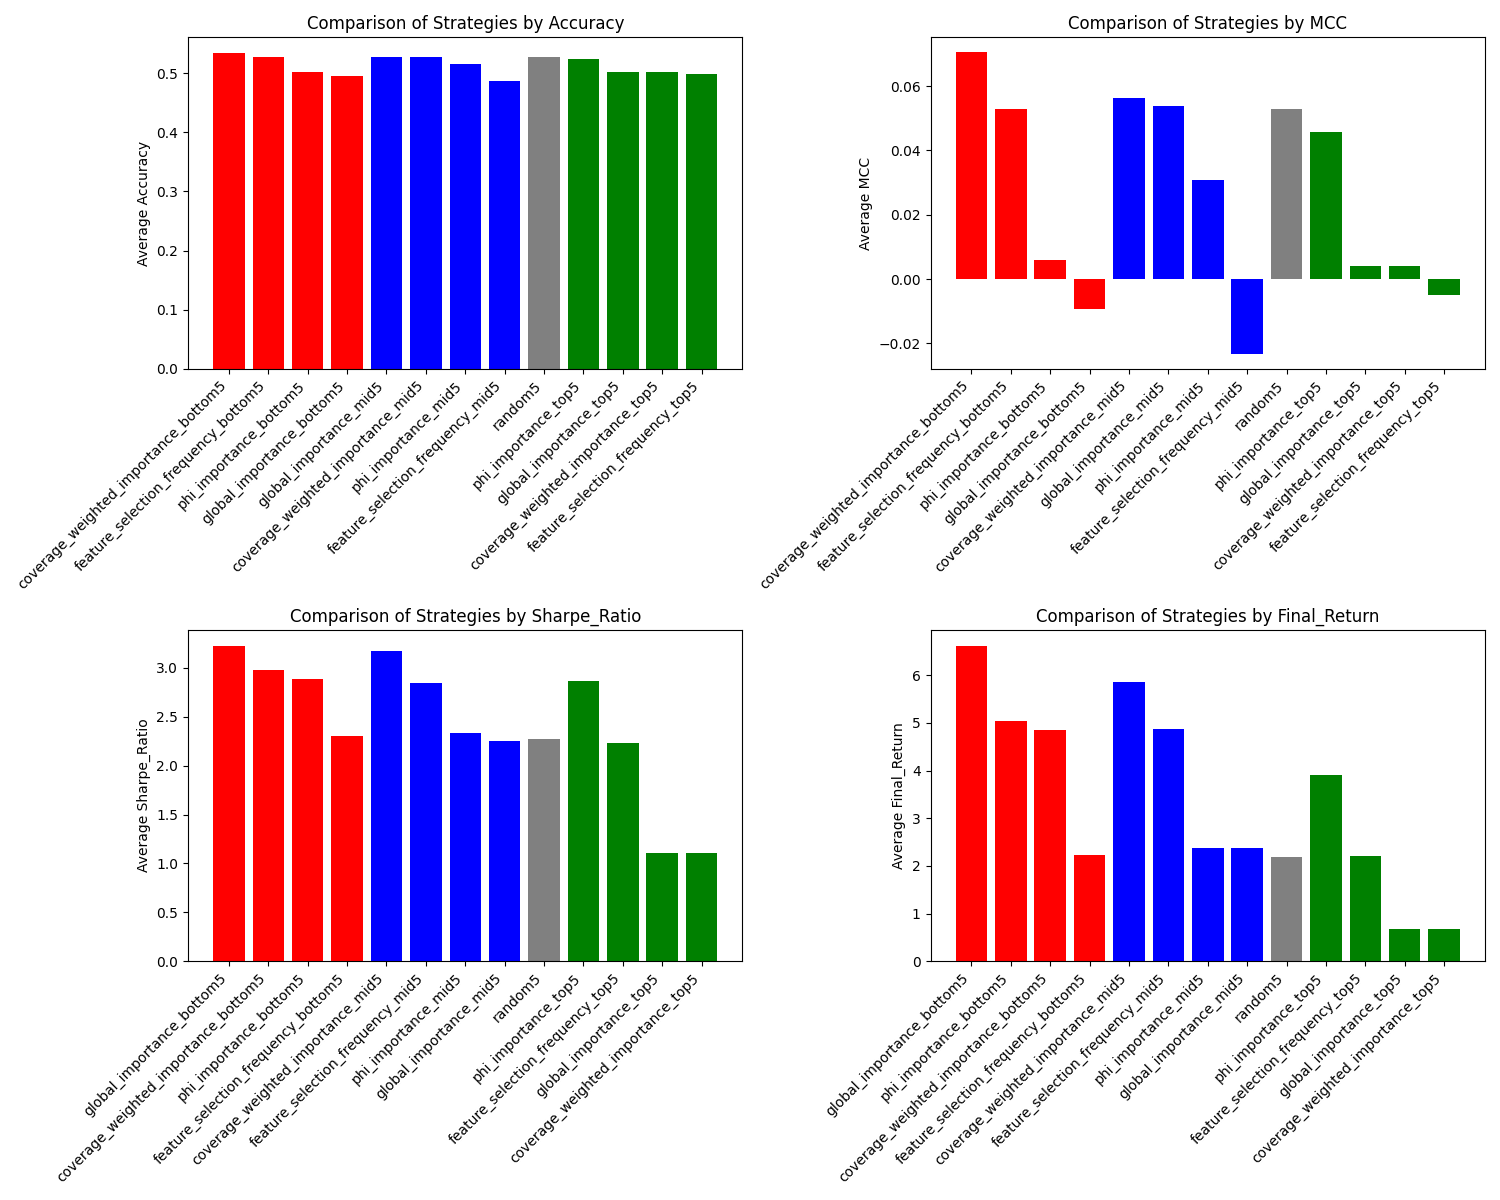 Comparison of Strategies by Accuracy
Average Accuracy
0.5
0.4
0.3
0.2
0.1
0.0
coverage_weighted_importance_bottom5
feature_selection_frequency_bottom5
phi_importance_bottom5
global_importance_bottom5
global_importance_mid5
coverage_weighted_importance_mid5
phi_importance_mid5
feature_selection_frequency_mid5
random5
phi_importance_top5
global_importance_top5
coverage_weighted_importance_top5
feature_selection_frequency_top5
Comparison of Strategies by MCC
Average MCC
0.06
0.04
0.02
0.00
−0.02
coverage_weighted_importance_bottom5
feature_selection_frequency_bottom5
phi_importance_bottom5
global_importance_bottom5
coverage_weighted_importance_mid5
global_importance_mid5
phi_importance_mid5
feature_selection_frequency_mid5
random5
phi_importance_top5
global_importance_top5
coverage_weighted_importance_top5
feature_selection_frequency_top5
Comparison of Strategies by Sharpe_Ratio
Average Sharpe_Ratio
3.0
2.5
2.0
1.5
1.0
0.5
0.0
global_importance_bottom5
coverage_weighted_importance_bottom5
phi_importance_bottom5
feature_selection_frequency_bottom5
coverage_weighted_importance_mid5
feature_selection_frequency_mid5
phi_importance_mid5
global_importance_mid5
random5
phi_importance_top5
feature_selection_frequency_top5
global_importance_top5
coverage_weighted_importance_top5
Comparison of Strategies by Final_Return
Average Final_Return
6
5
4
3
2
1
0
global_importance_bottom5
phi_importance_bottom5
coverage_weighted_importance_bottom5
feature_selection_frequency_bottom5
coverage_weighted_importance_mid5
feature_selection_frequency_mid5
phi_importance_mid5
global_importance_mid5
random5
phi_importance_top5
feature_selection_frequency_top5
global_importance_top5
coverage_weighted_importance_top5